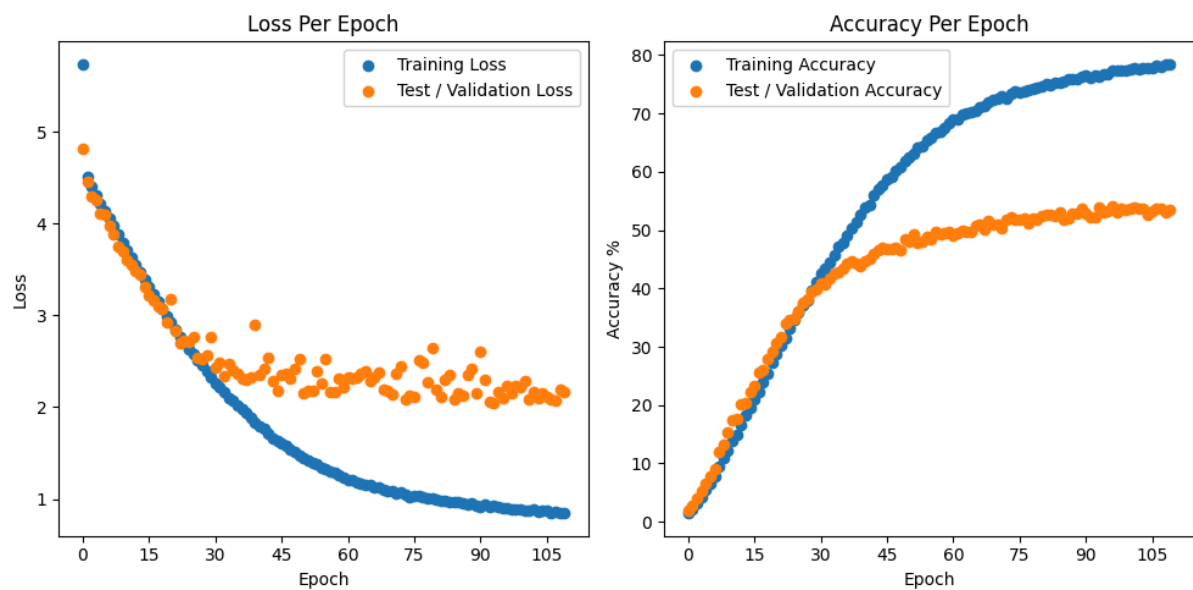 Loss Per Epoch
Training Loss
Test / Validation Loss
5
4
3
2
1
Loss
0 15 30 45 60 75 90 105
Epoch
Accuracy Per Epoch
Training Accuracy
Test / Validation Accuracy
80
70
60
50
40
30
20
10
0
Accuracy %
0 15 30 45 60 75 90 105
Epoch